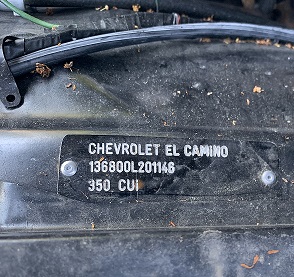 CHEVROLET EL CAMINO
136800L201146
350 CUI